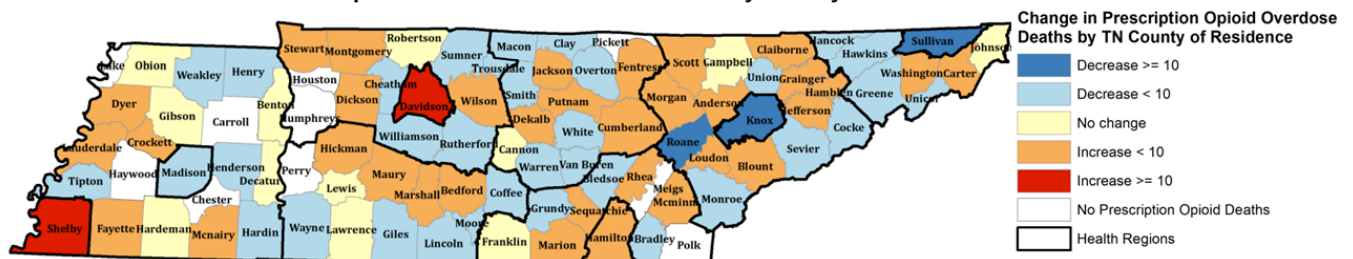 Change in Prescription Opioid Overdose
Deaths by TN County of Residence
Decrease >= 10
Decrease < 10
No change
Increase < 10
Increase >= 10
No Prescription Opioid Deaths
Health Regions
Robertson
Stewart
Montgomery
Sumner
Macon
Clay
Pickett
Scott
Campbell
Claiborne
Hancock
Hawkins
Sullivan
Johnson
Obion
Weakley
Henry
Houston
Cheatham
Trousdale
Jackson
Overton
Fentress
Union
Grainger
Washington
Carter
Dyer
Gibson
Benton
Carroll
Humphreys
Dickson
Davidson
Wilson
Smith
Putnam
Morgan
Anderson
Hamblen
Greene
Unicoi
Jefferson
Knox
Cocke
Crockett
Williamson
Rutherford
Dekalb
White
Cumberland
Roane
Loudon
Sevier
Haywood
Madison
Henderson
Decatur
Perry
Hickman
Maury
Cannon
Warren
Van Buren
Bledsoe
Rhea
Blount
Tipton
Chester
Lewis
Marshall
Bedford
Coffee
Grundy
Sequatchie
Meigs
Mcminn
Monroe
Shelby
Fayette
Hardeman
Mcnairy
Hardin
Wayne
Lawrence
Giles
Lincoln
Moore
Franklin
Marion
Hamilton
Bradley
Polk